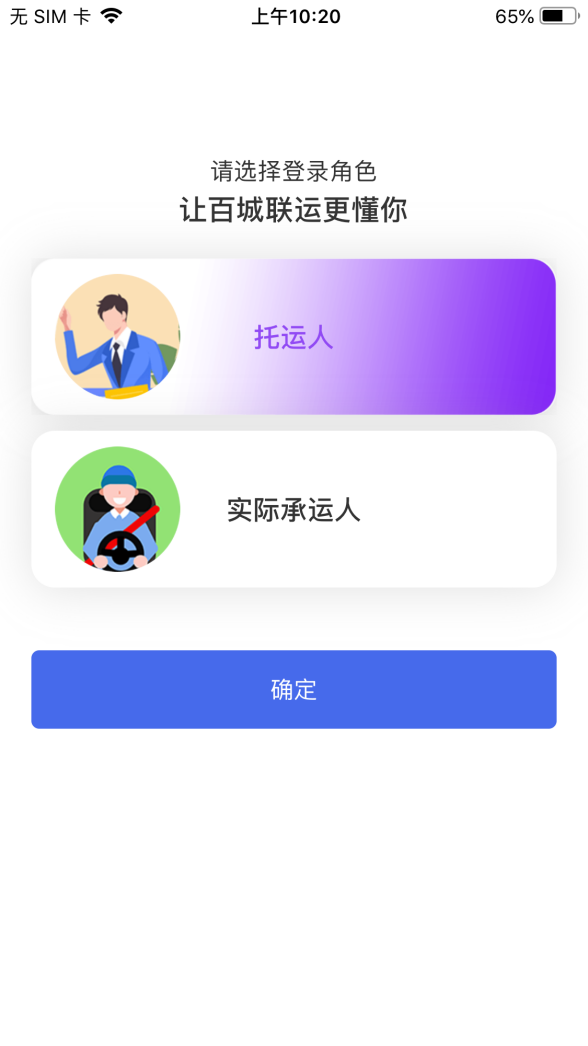 无 SIM 卡 上午10:20 65%
请选择登录角色
让百城联运更懂你
托运人
实际承运人
确定